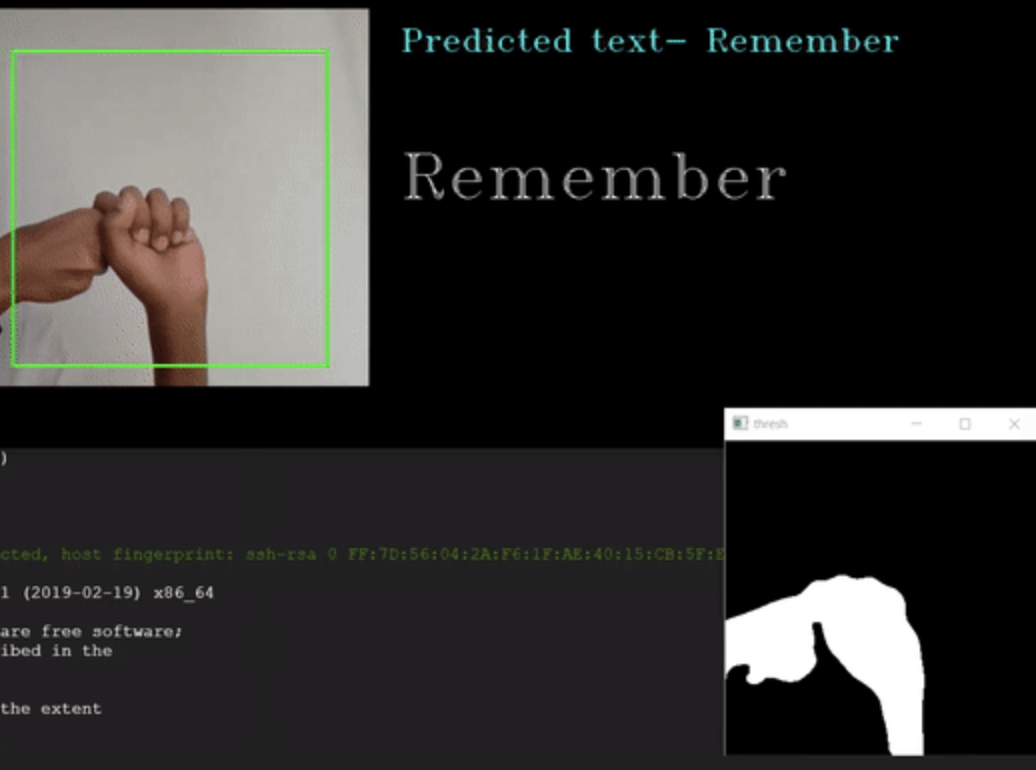 Predicted text- Remember
Remember
thresh
)
cted, host fingerprint: ssh-rsa 0 FF:7D:56:04:2A:F6:1F:AE:40:15:CB:5F:E
1 (2019-02-19) x86_64
are free software;
ibed in the
the extent